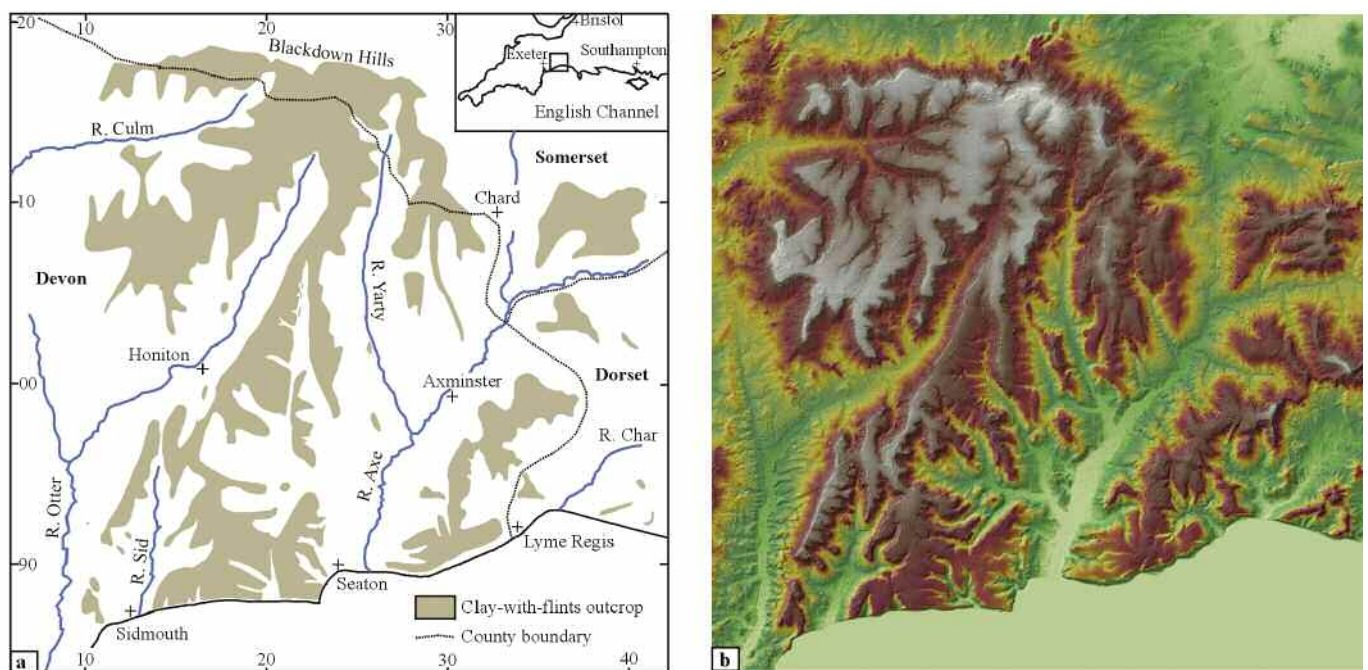 10
20
30
40
20
10
00
90
Blackdown Hills
Bristol
Exeter
Southampton
English Channel
R. Culm
Somerset
Chard
Devon
R. Yarty
Honiton
Axminster
Dorset
R. Char
R. Otter
R. Axe
R. Sid
Lyme Regis
Seaton
Sidmouth
Clay-with-flints outcrop
County boundary
a
10
20
30
40
b